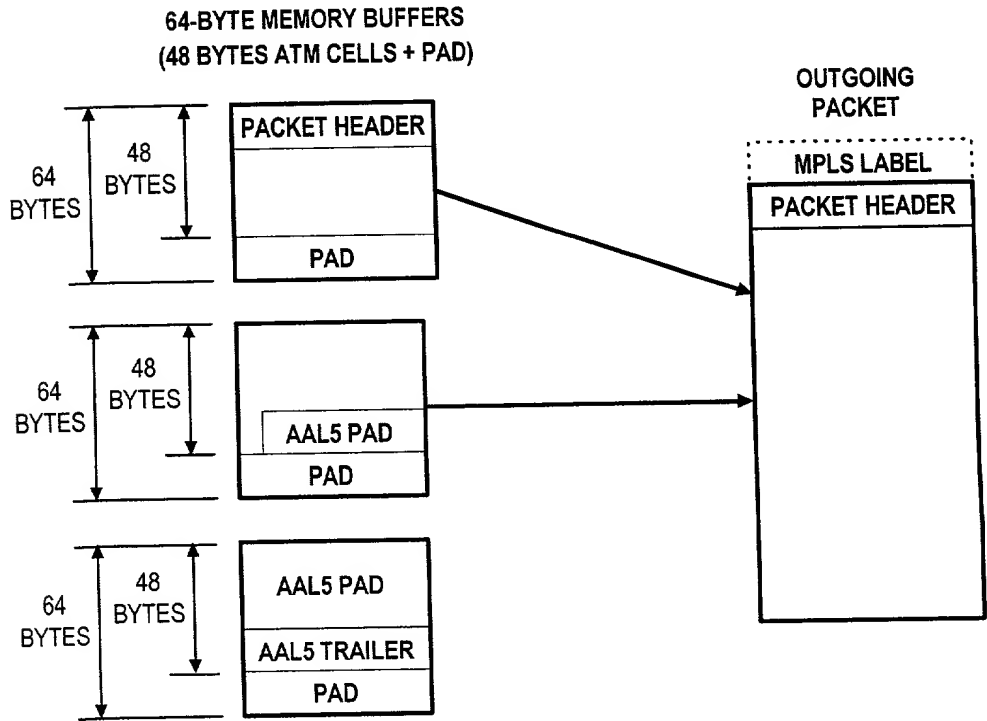 64-BYTE MEMORY BUFFERS
(48 BYTES ATM CELLS + PAD)
OUTGOING
PACKET
MPLS LABEL
PACKET HEADER
64
BYTES
48
BYTES
PACKET HEADER
PAD
64
BYTES
48
BYTES
AAL5 PAD
PAD
64
BYTES
48
BYTES
AAL5 PAD
AAL5 TRAILER
PAD